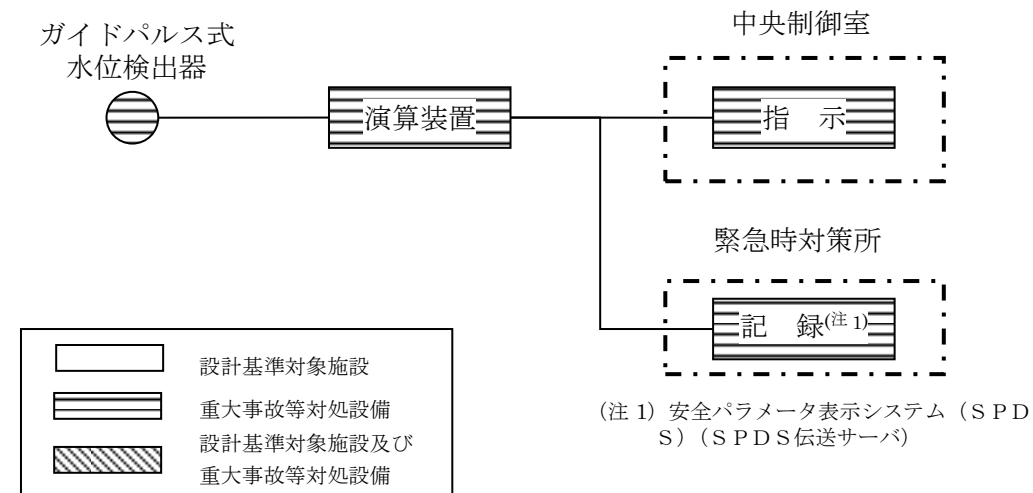 ガイドパルス式
水位検出器
演算装置
中央制御室
指　示
緊急時対策所
記　録(注 1)
(注 1) 安全パラメータ表示システム（ＳＰＤ
Ｓ）（ＳＰＤＳ伝送サーバ）
設計基準対象施設
重大事故等対処設備
設計基準対象施設及び
重大事故等対処設備